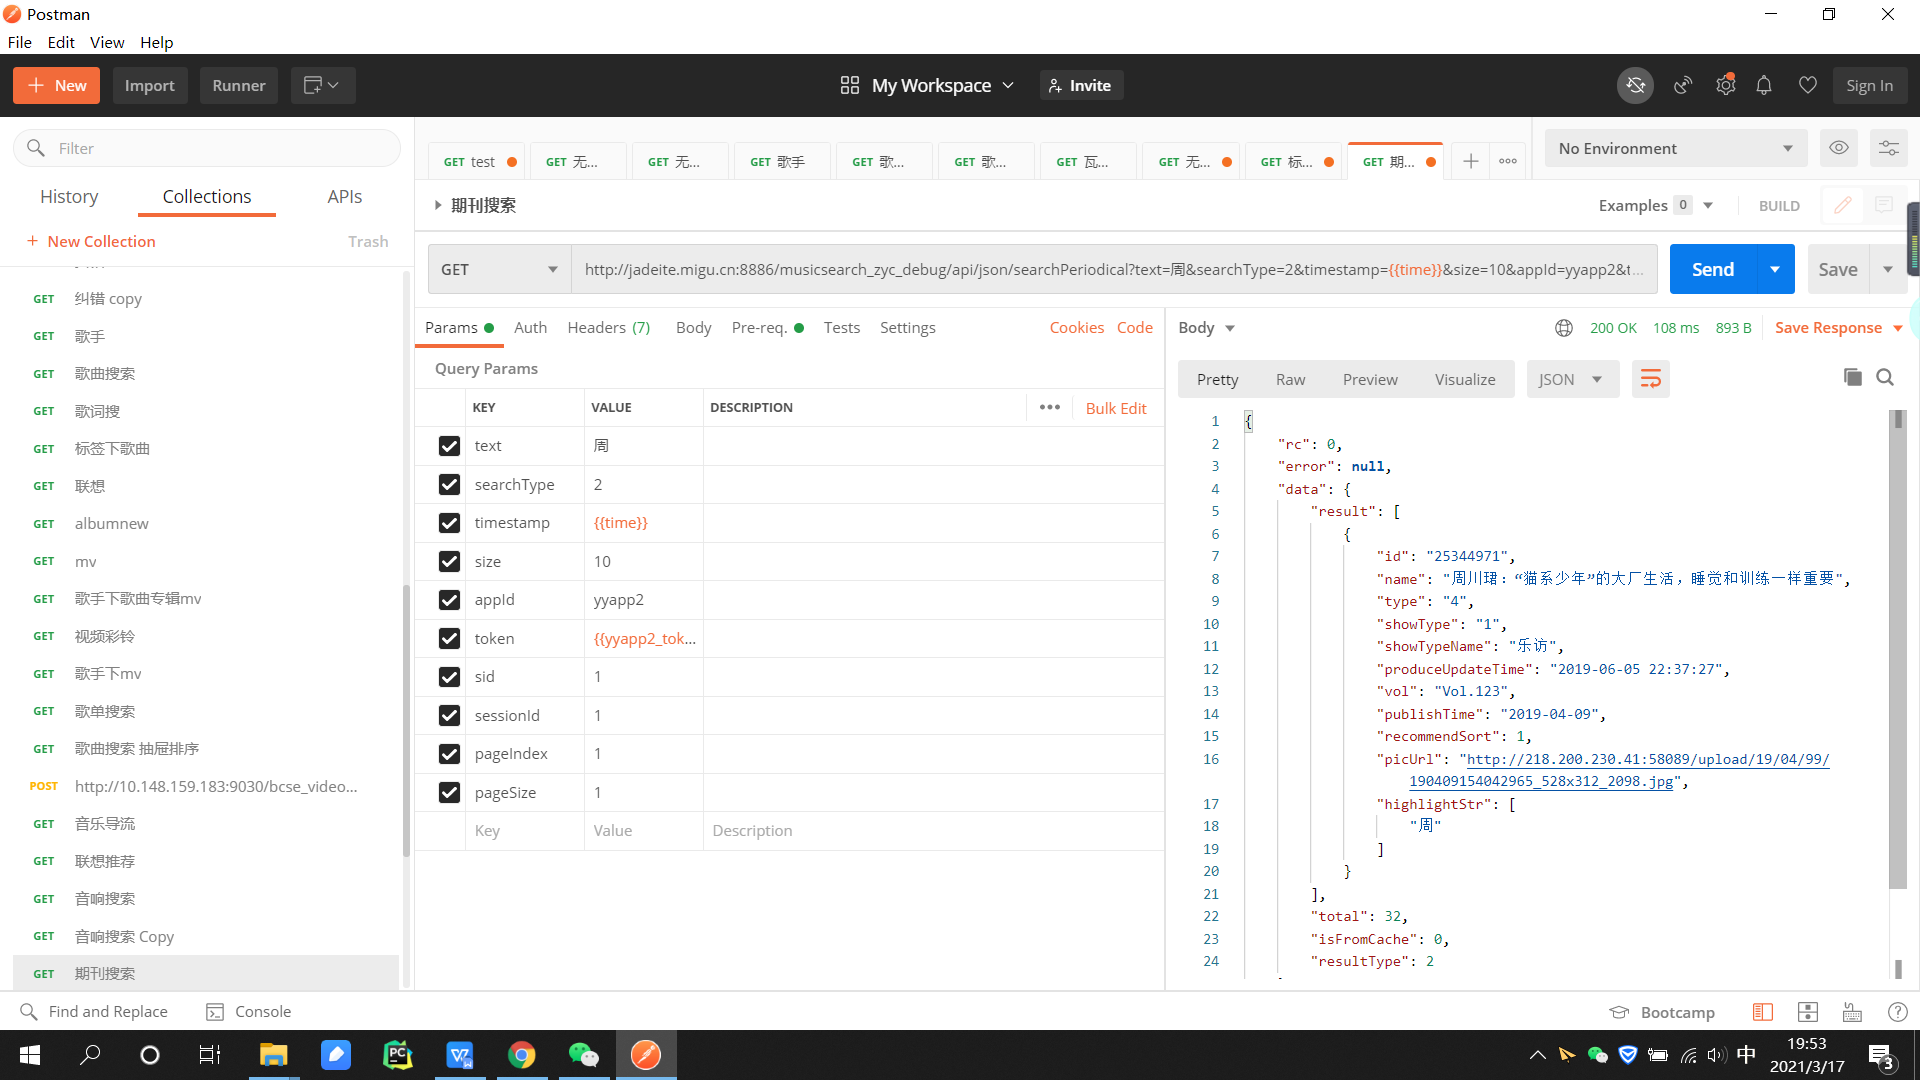 Postman
File Edit View Help
New Import Runner My Workspace Invite Sign In
Filter
History Collections APIs
+ New Collection Trash
GET 纠错 copy
GET 歌手
GET 歌曲搜索
GET 歌词搜
GET 标签下歌曲
GET 联想
GET albumnew
GET mv
GET 歌手下歌曲专辑mv
GET 视频彩铃
GET 歌手下mv
GET 歌单搜索
GET 歌曲搜索 抽屉排序
POST http://10.148.159.183:9030/bcse_video...
GET 音乐导流
GET 联想推荐
GET 音响搜索
GET 音响搜索 Copy
GET 期刊搜索
GET test GET 无... GET 无... GET 歌手 GET 歌... GET 歌... GET 瓦... GET 无... GET 标... GET 期...
No Environment
期刊搜索
Examples 0 BUILD
GET http://jadeite.migu.cn:8886/musicsearch_zyc_debug/api/json/searchPeriodical?text=周&searchType=2&timestamp={{time}}&size=10&appId=yyapp2&t...
Send Save
Params Auth Headers (7) Body Pre-req. Tests Settings Cookies Code
Query Params
KEY VALUE DESCRIPTION ••• Bulk Edit
text 周
searchType 2
timestamp {{time}}
size 10
appId yyapp2
token {{yyapp2_tok...
sid 1
sessionId 1
pageIndex 1
pageSize 1
Key Value Description
Body 200 OK 108 ms 893 B Save Response
Pretty Raw Preview Visualize JSON
1 {
2 "rc": 0,
3 "error": null,
4 "data": {
5 "result": [
6 {
7 "id": "25344971",
8 "name": "周川珺：“猫系少年”的大厂生活，睡觉和训练一样重要",
9 "type": "4",
10 "showType": "1",
11 "showTypeName": "乐访",
12 "produceUpdateTime": "2019-06-05 22:37:27",
13 "vol": "Vol.123",
14 "publishTime": "2019-04-09",
15 "recommendSort": 1,
16 "picUrl": "http://218.200.230.41:58089/upload/19/04/99/
190409154042965_528x312_2098.jpg",
17 "highlightStr": [
18 "周"
19 ]
20 }
21 ],
22 "total": 32,
23 "isFromCache": 0,
24 "resultType": 2
Find and Replace Console Bootcamp
中
19:53
2021/3/17
3